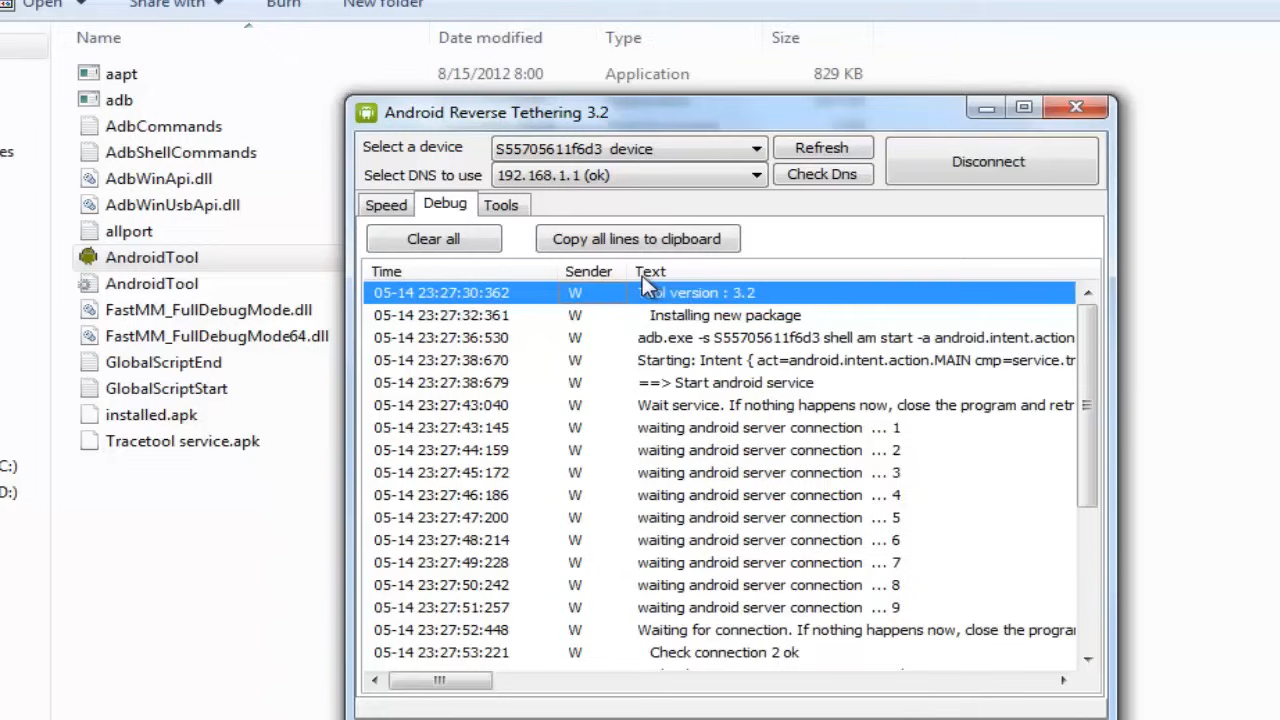 Open
Share with
Burn
New folder
Name
Date modified
Type
Size
aapt
8/15/2012 8:00
Application
829 KB
adb
AdbCommands
AdbShellCommands
AdbWinApi.dll
AdbWinUsbApi.dll
allport
AndroidTool
AndroidTool
FastMM_FullDebugMode.dll
FastMM_FullDebugMode64.dll
GlobalScriptEnd
GlobalScriptStart
installed.apk
Tracetool service.apk
C:)
D:)
Android Reverse Tethering 3.2
Select a device
S55705611f6d3 device
Refresh
Disconnect
Select DNS to use
192.168.1.1 (ok)
Check Dns
Speed
Debug
Tools
Clear all
Copy all lines to clipboard
Time Sender Text
05-14 23:27:30:362 W version : 3.2
05-14 23:27:32:361 W Installing new package
05-14 23:27:36:530 W adb.exe -s S55705611f6d3 shell am start -a android.intent.action
05-14 23:27:38:670 W Starting: Intent { act=android.intent.action.MAIN cmp=service.tr
05-14 23:27:38:679 W ==> Start android service
05-14 23:27:43:040 W Wait service. If nothing happens now, close the program and retr
05-14 23:27:43:145 W waiting android server connection ... 1
05-14 23:27:44:159 W waiting android server connection ... 2
05-14 23:27:45:172 W waiting android server connection ... 3
05-14 23:27:46:186 W waiting android server connection ... 4
05-14 23:27:47:200 W waiting android server connection ... 5
05-14 23:27:48:214 W waiting android server connection ... 6
05-14 23:27:49:228 W waiting android server connection ... 7
05-14 23:27:50:242 W waiting android server connection ... 8
05-14 23:27:51:257 W waiting android server connection ... 9
05-14 23:27:52:448 W Waiting for connection. If nothing happens now, close the progra
05-14 23:27:53:221 W Check connection 2 ok